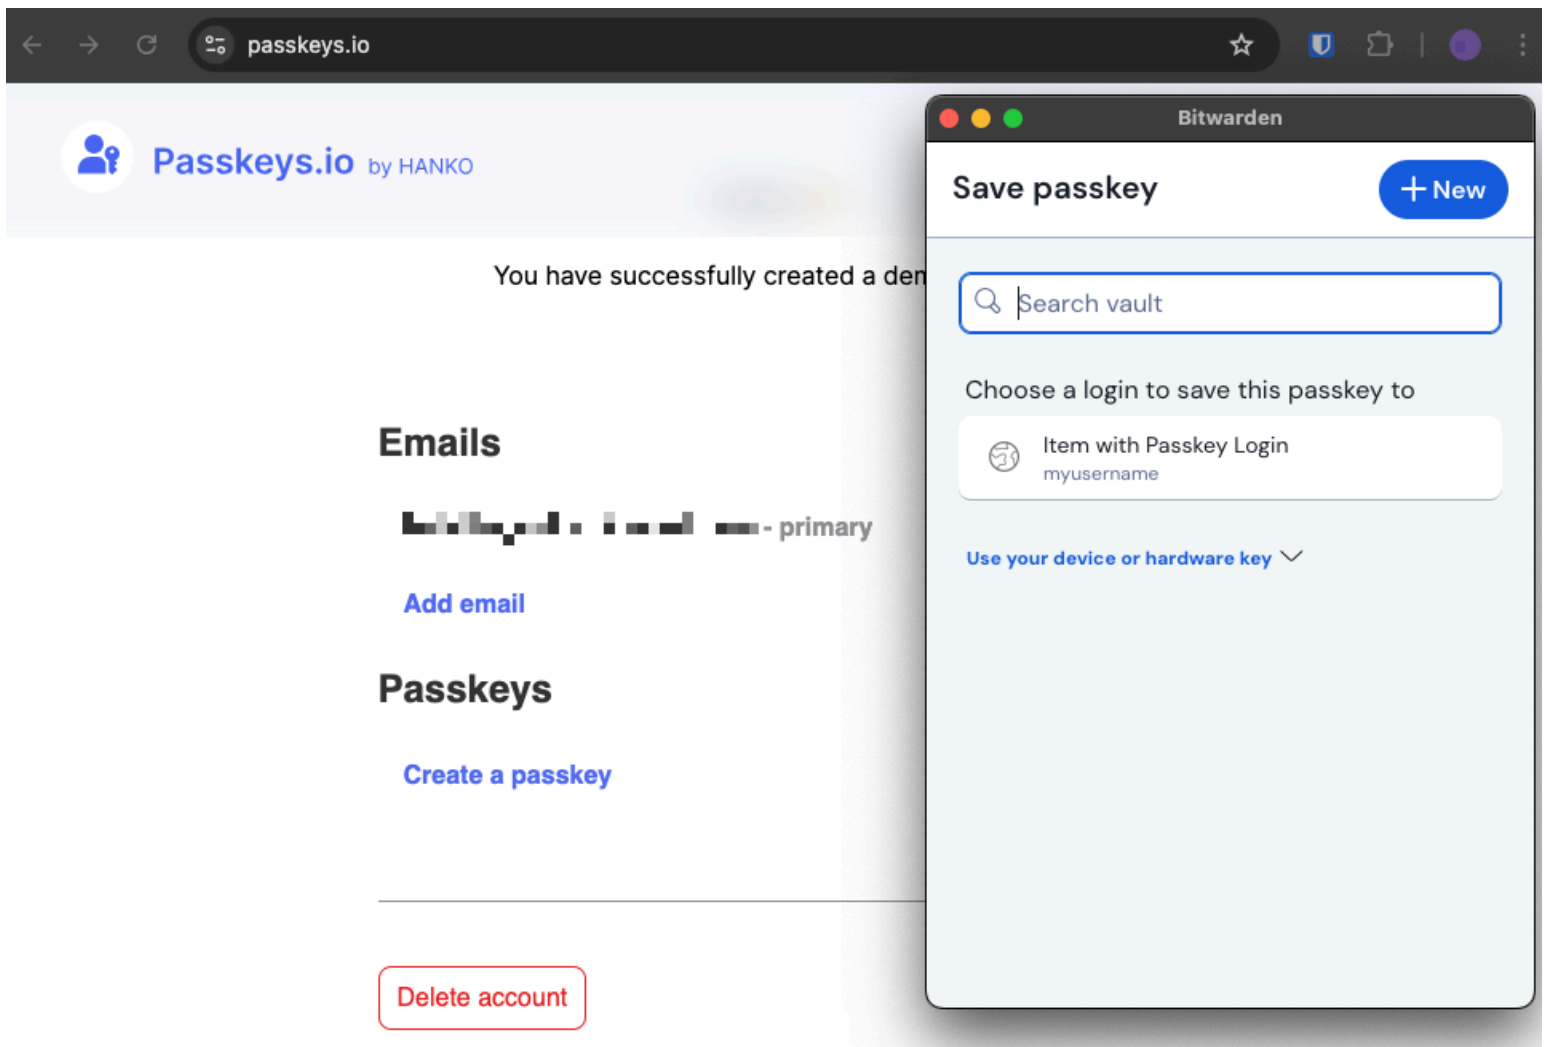 passkeys.io
Passkeys.io by HANKO
You have successfully created a den
Emails
- primary
Add email
Passkeys
Create a passkey
Delete account
Bitwarden
Save passkey
+ New
Search vault
Choose a login to save this passkey to
Item with Passkey Login
myusername
Use your device or hardware key